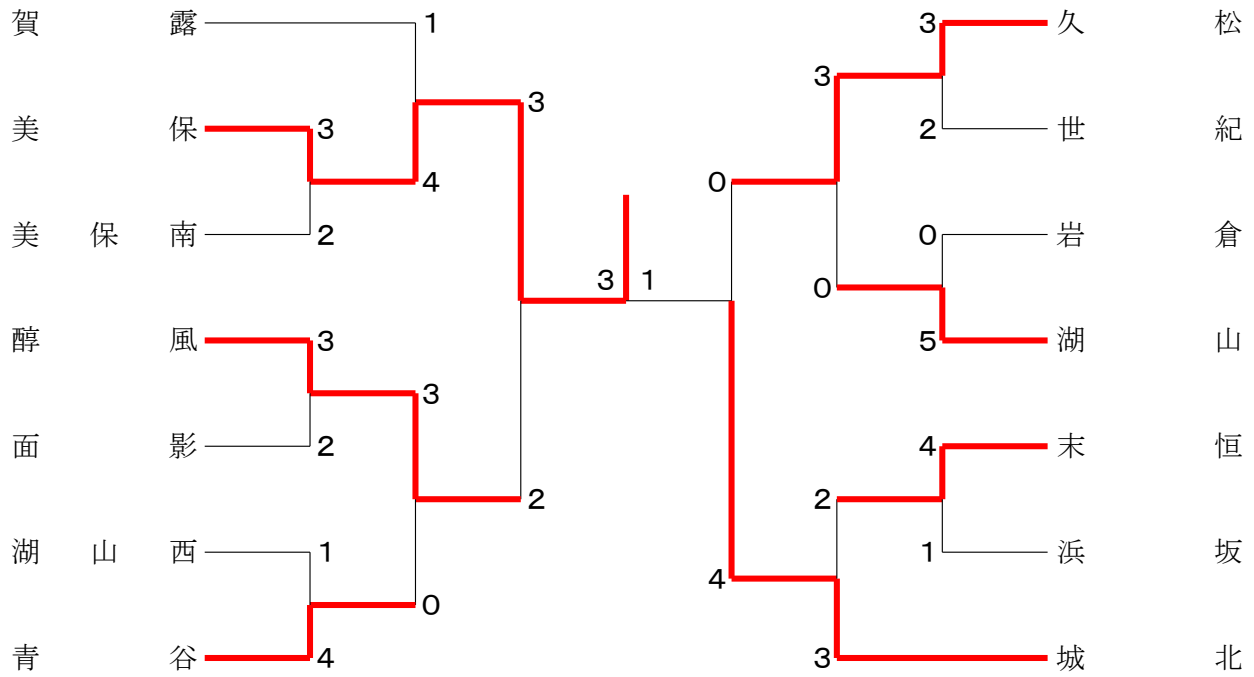 賀露 1 3 久松
3 3
美保 3 2 世紀
4 0
美保南 2 0 岩倉
3 1 0
醇風 3 5 湖山
3
面影 2 4 末恒
2 2
湖山西 1 1 浜坂
4
0
青谷 4 3 城北